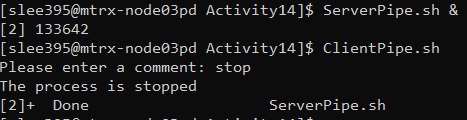 [slee395@mtrx-node03pd Activity14]$ ServerPipe.sh &
[2] 133642
[slee395@mtrx-node03pd Activity14]$ ClientPipe.sh
Please enter a comment: stop
The process is stopped
[2]+  Done                    ServerPipe.sh